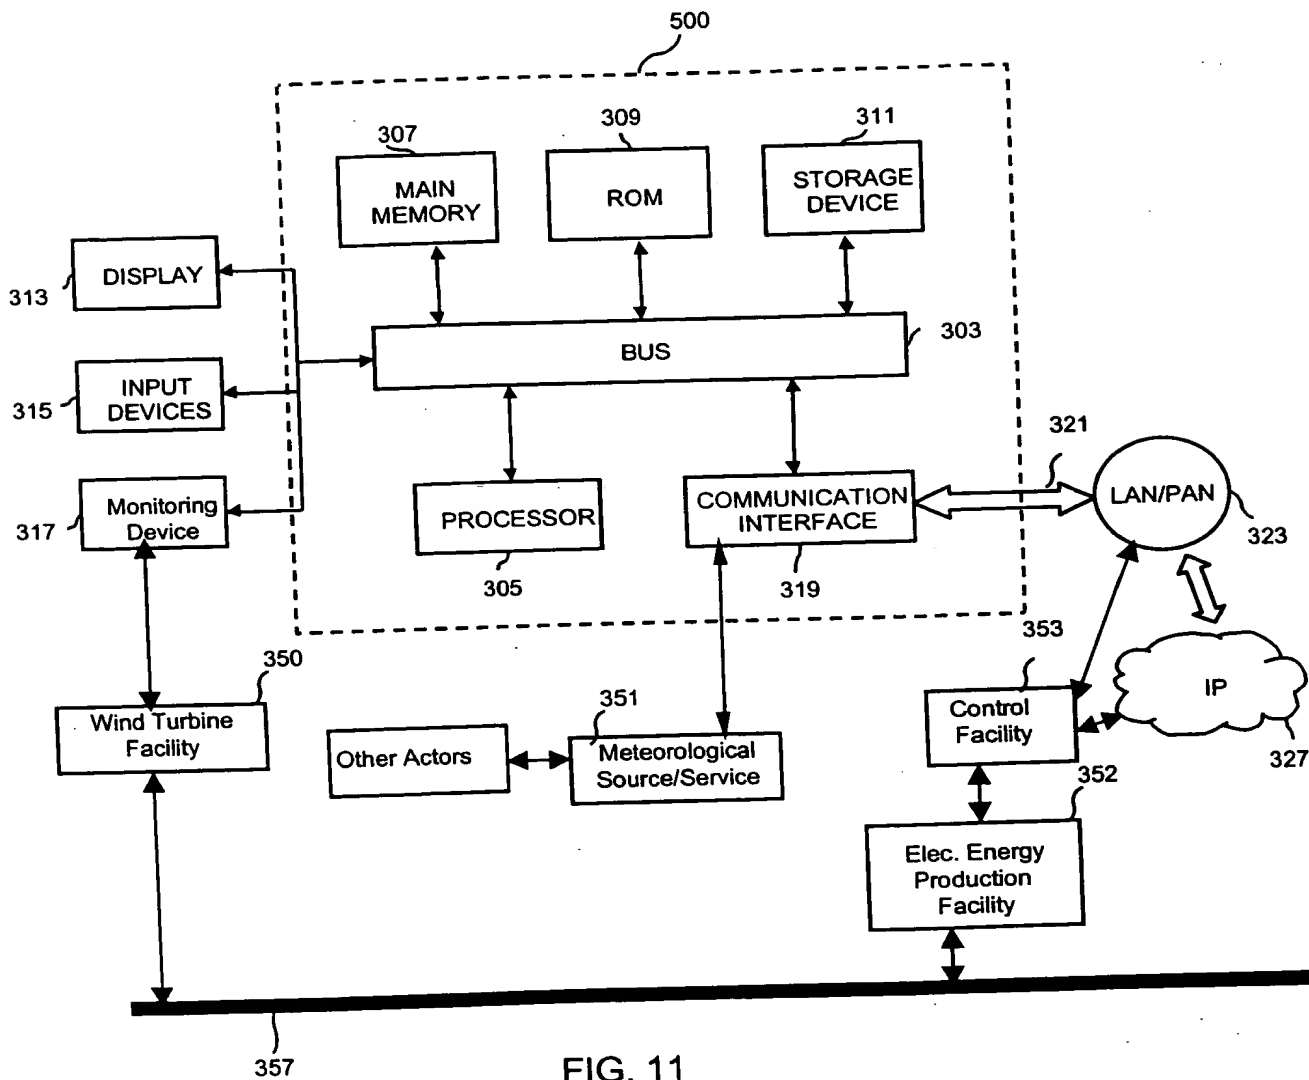 500
307
309
311
MAIN
MEMORY
ROM
STORAGE
DEVICE
DISPLAY
313
BUS
303
INPUT
DEVICES
315
321
Monitoring
Device
317
PROCESSOR
305
COMMUNICATION
INTERFACE
319
LAN/PAN
323
350
Wind Turbine
Facility
351
Other Actors
Meteorological
Source/Service
353
Control
Facility
IP
327
352
Elec. Energy
Production
Facility
357
FIG. 11